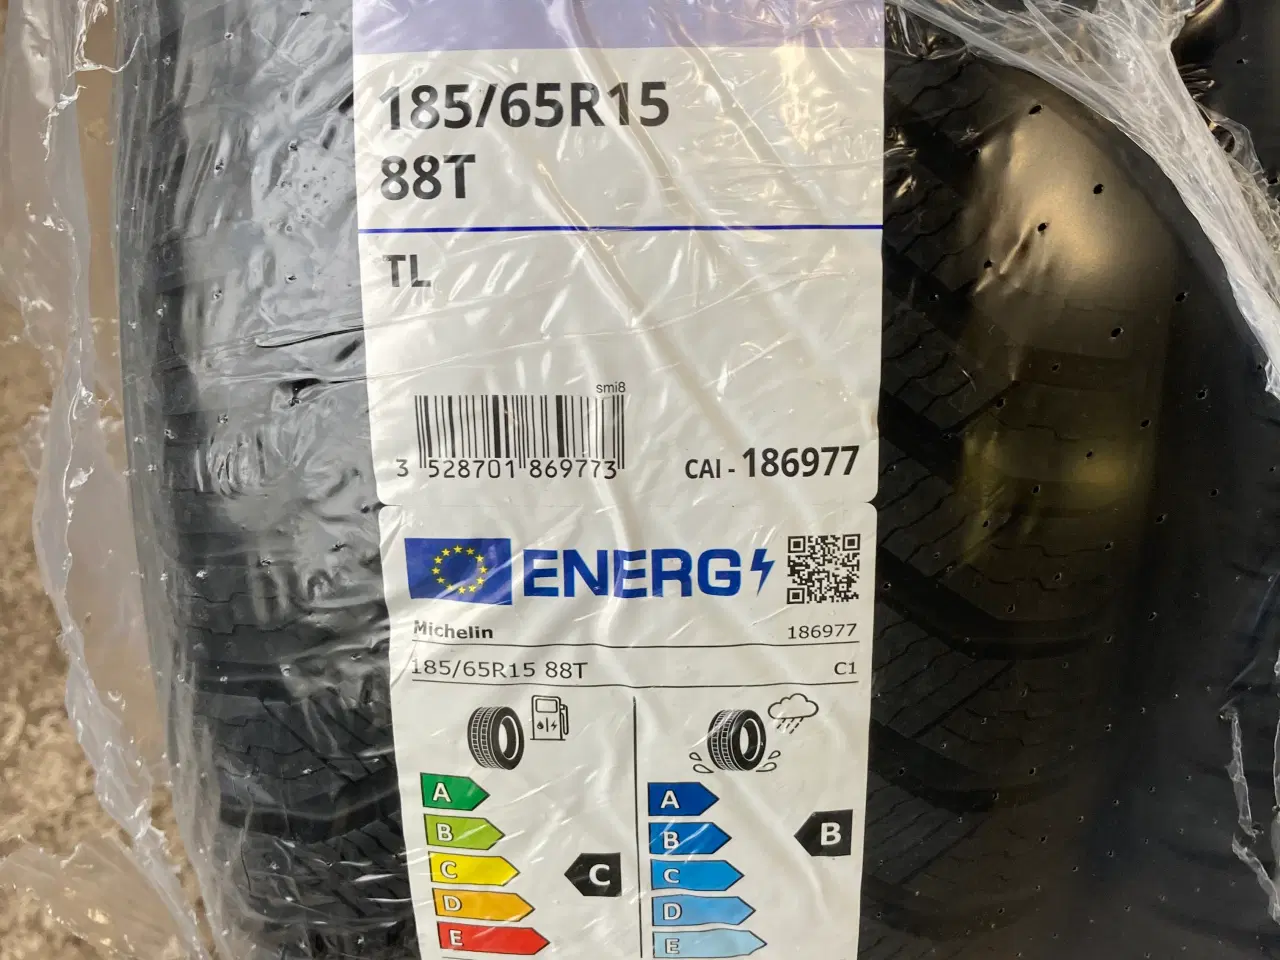 185/65R15
88T
TL
smi8
3 528701 869773
CAI - 186977
ENERG
Michelin 186977
185/65R15 88T C1
A A
B B B
C C C
D D
E E